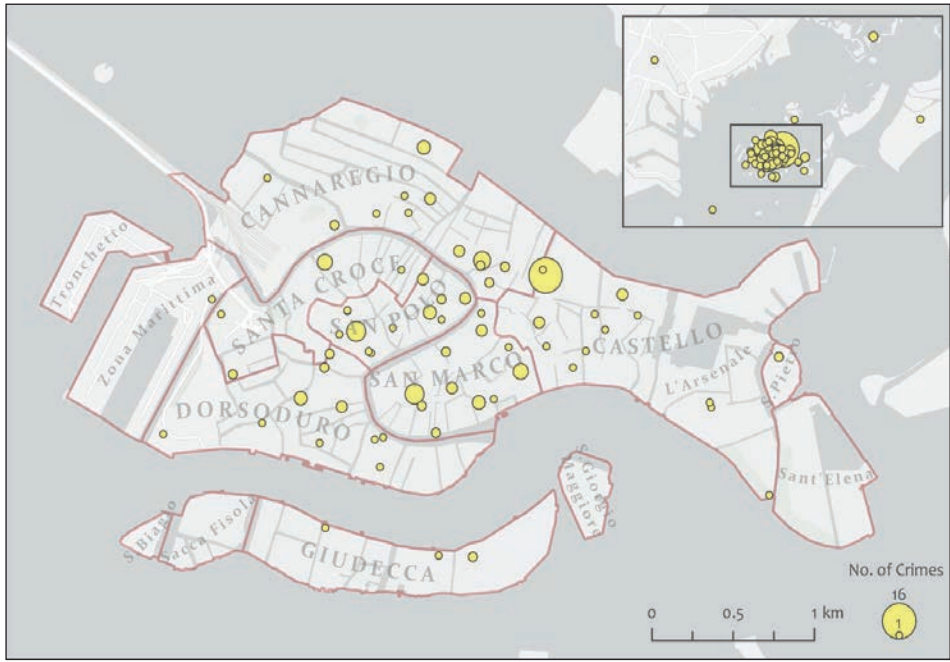 CANNAREGIO
Tronchetto
SANTA CROCE
Zona Marittima
SAN POLO
CASTELLO
SAN MARCO
L'Arsenale
S. Pietro
DORSODURO
Sant'Elena
S. Giorgio
Maggiore
S. Biagio
Sacca Fisola
GIUDECCA
No. of Crimes
16
1
0 0.5 1 km